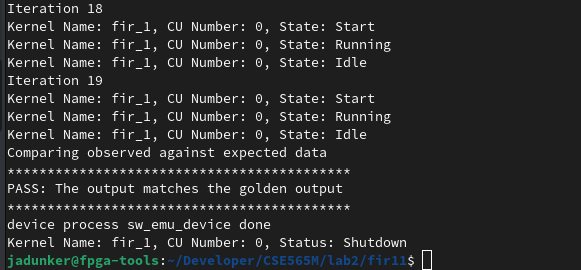 Iteration 18
Kernel Name: fir_1, CU Number: 0, State: Start
Kernel Name: fir_1, CU Number: 0, State: Running
Kernel Name: fir_1, CU Number: 0, State: Idle
Iteration 19
Kernel Name: fir_1, CU Number: 0, State: Start
Kernel Name: fir_1, CU Number: 0, State: Running
Kernel Name: fir_1, CU Number: 0, State: Idle
Comparing observed against expected data
*******************************************
PASS: The output matches the golden output
*******************************************
device process sw_emu_device done
Kernel Name: fir_1, CU Number: 0, Status: Shutdown
jadunker@fpga-tools:~/Developer/CSE565M/lab2/fir11$